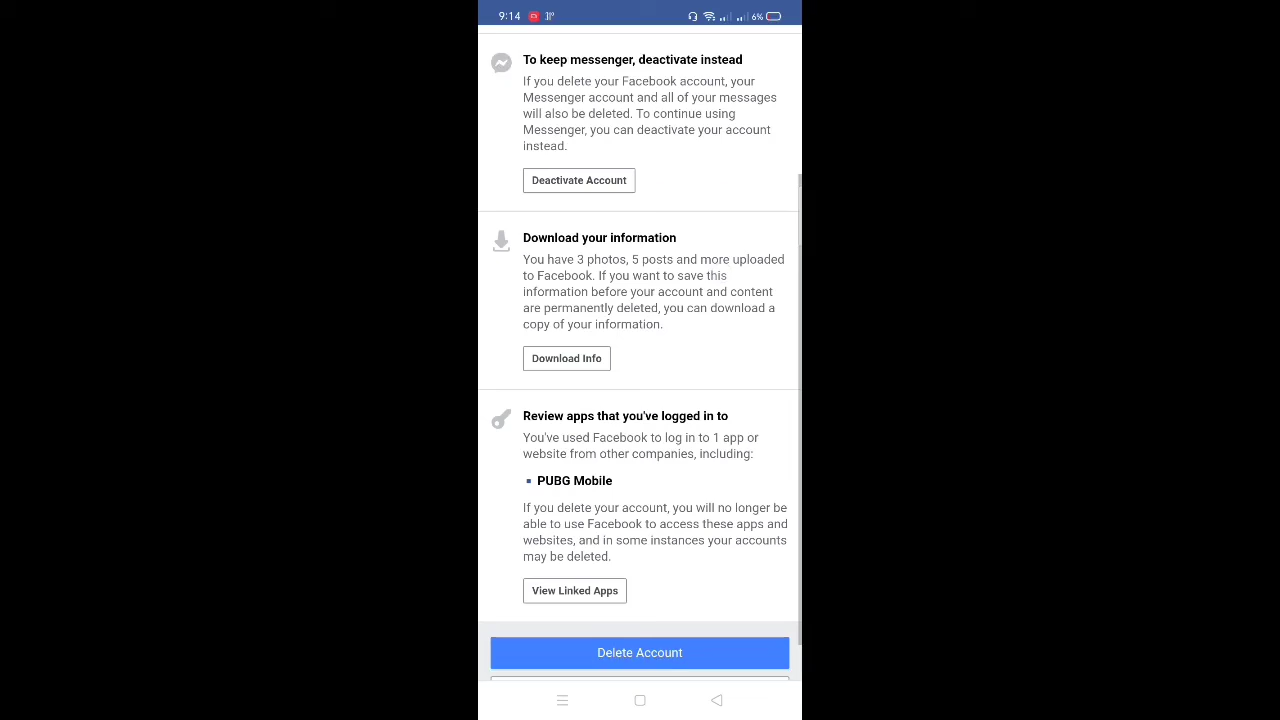 9:14 6%
To keep messenger, deactivate instead
If you delete your Facebook account, your
Messenger account and all of your messages
will also be deleted. To continue using
Messenger, you can deactivate your account
instead.
Deactivate Account
Download your information
You have 3 photos, 5 posts and more uploaded
to Facebook. If you want to save this
information before your account and content
are permanently deleted, you can download a
copy of your information.
Download Info
Review apps that you've logged in to
You've used Facebook to log in to 1 app or
website from other companies, including:
PUBG Mobile
If you delete your account, you will no longer be
able to use Facebook to access these apps and
websites, and in some instances your accounts
may be deleted.
View Linked Apps
Delete Account